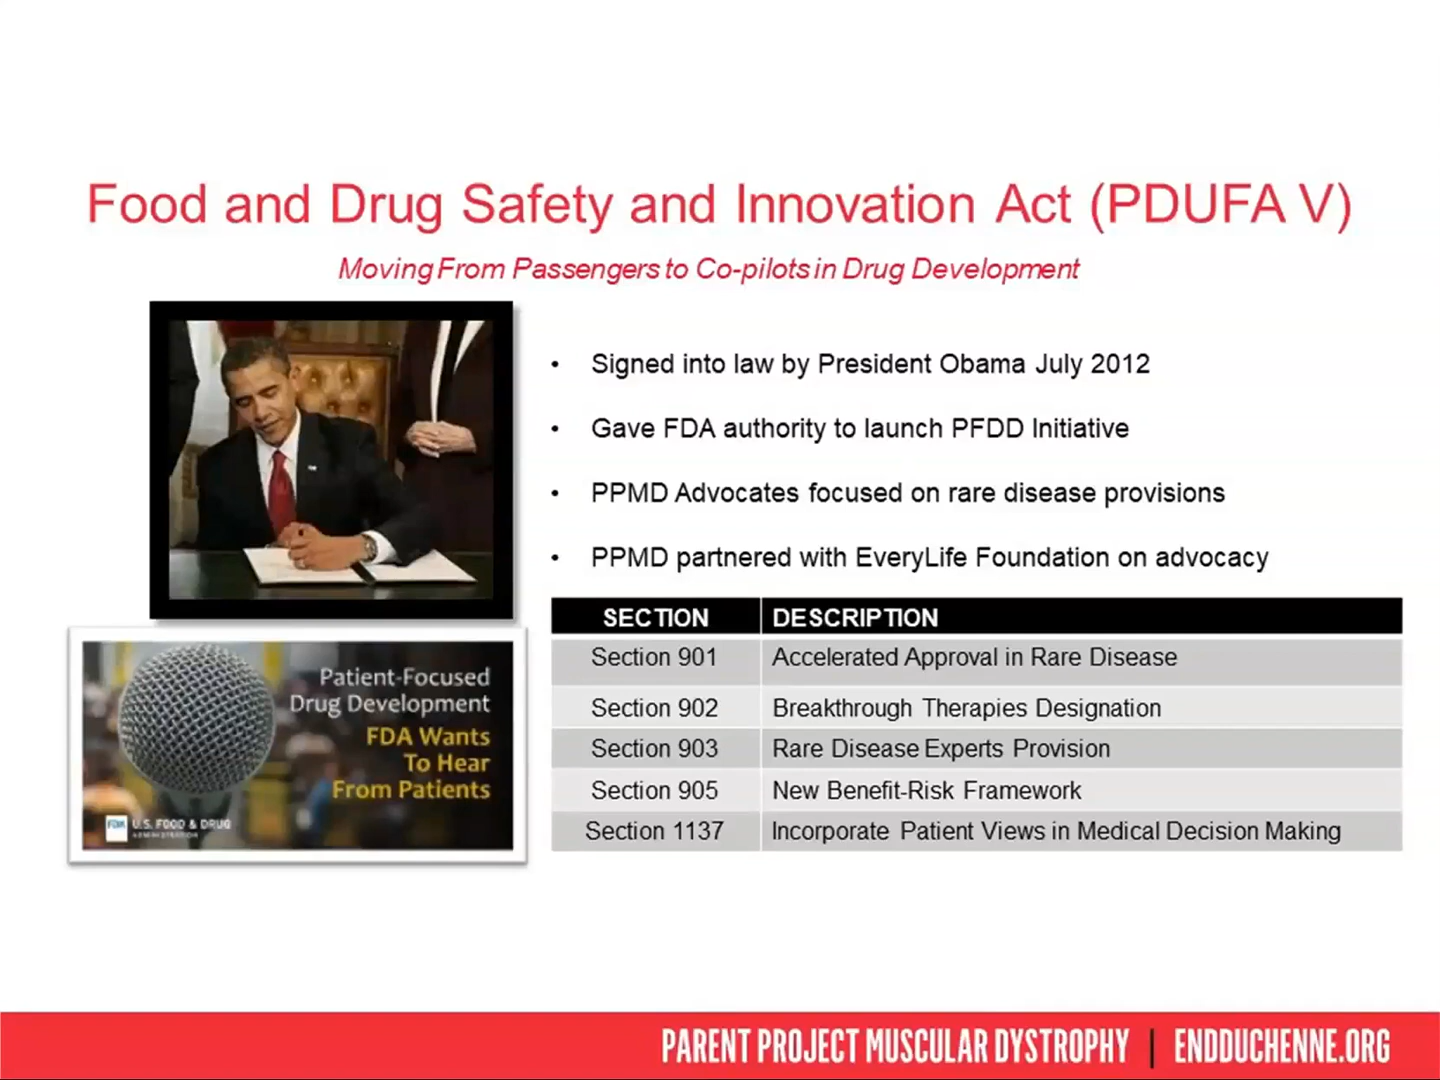 Food and Drug Safety and Innovation Act (PDUFA V)
Moving From Passengers to Co-pilots in Drug Development
• Signed into law by President Obama July 2012
• Gave FDA authority to launch PFDD Initiative
• PPMD Advocates focused on rare disease provisions
• PPMD partnered with EveryLife Foundation on advocacy
SECTION DESCRIPTION
Section 901 Accelerated Approval in Rare Disease
Section 902 Breakthrough Therapies Designation
Section 903 Rare Disease Experts Provision
Section 905 New Benefit-Risk Framework
Section 1137 Incorporate Patient Views in Medical Decision Making
Patient-Focused
Drug Development
FDA Wants
To Hear
From Patients
FDA U.S. FOOD & DRUG
ADMINISTRATION
PARENT PROJECT MUSCULAR DYSTROPHY | ENDDUCHENNE.ORG